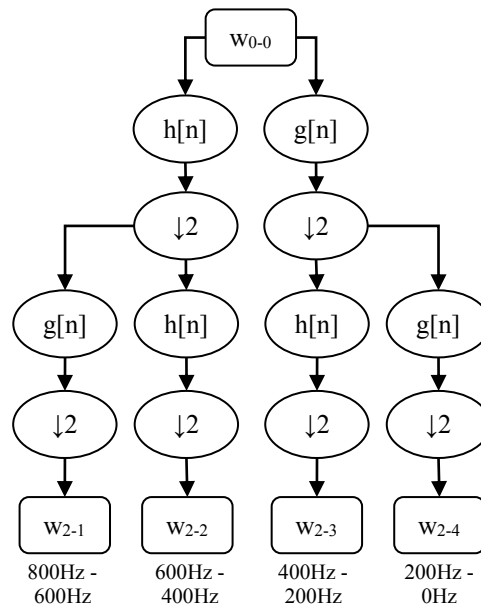 W0-0
h[n] g[n]
↓2 ↓2
g[n] h[n] h[n] g[n]
↓2 ↓2 ↓2 ↓2
W2-1 W2-2 W2-3 W2-4
800Hz - 600Hz - 400Hz - 200Hz -
600Hz 400Hz 200Hz 0Hz